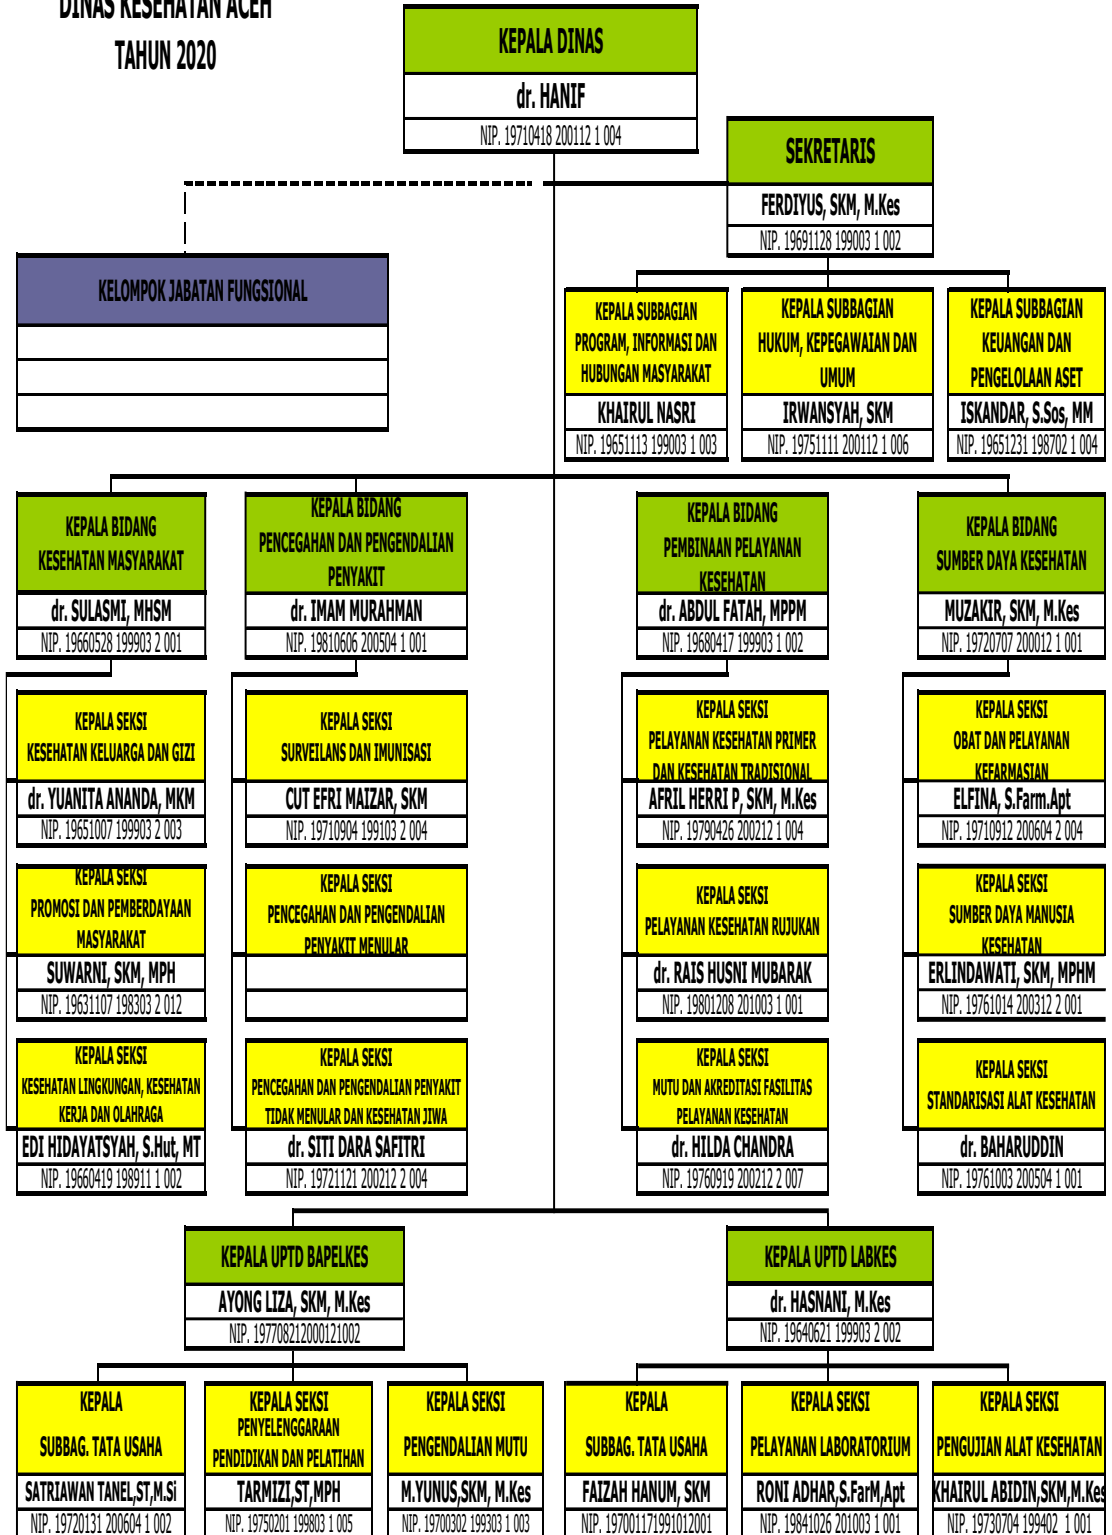 DINAS KESEHATAN ACEH
TAHUN 2020
KEPALA DINAS
dr. HANIF
NIP. 19710418 200112 1 004
SEKRETARIS
FERDIYUS, SKM, M.Kes
NIP. 19691128 199003 1 002
KELOMPOK JABATAN FUNGSIONAL
KEPALA SUBBAGIAN
PROGRAM, INFORMASI DAN
HUBUNGAN MASYARAKAT
KHAIRUL NASRI
NIP. 19651113 199003 1 003
KEPALA SUBBAGIAN
HUKUM, KEPEGAWAIAN DAN
UMUM
IRWANSYAH, SKM
NIP. 19751111 200112 1 006
KEPALA SUBBAGIAN
KEUANGAN DAN
PENGELOLAAN ASET
ISKANDAR, S.Sos, MM
NIP. 19651231 198702 1 004
KEPALA BIDANG
KESEHATAN MASYARAKAT
dr. SULASMI, MHSM
NIP. 19660528 199903 2 001
KEPALA BIDANG
PENCEGAHAN DAN PENGENDALIAN
PENYAKIT
dr. IMAM MURAHMAN
NIP. 19810606 200504 1 001
KEPALA BIDANG
PEMBINAAN PELAYANAN
KESEHATAN
dr. ABDUL FATAH, MPPM
NIP. 19680417 199903 1 002
KEPALA BIDANG
SUMBER DAYA KESEHATAN
MUZAKIR, SKM, M.Kes
NIP. 19720707 200012 1 001
KEPALA SEKSI
KESEHATAN KELUARGA DAN GIZI
dr. YUANITA ANANDA, MKM
NIP. 19651007 199903 2 003
KEPALA SEKSI
SURVEILANS DAN IMUNISASI
CUT EFRI MAIZAR, SKM
NIP. 19710904 199103 2 004
KEPALA SEKSI
PELAYANAN KESEHATAN PRIMER
DAN KESEHATAN TRADISIONAL
AFRIL HERRI P, SKM, M.Kes
NIP. 19790426 200212 1 004
KEPALA SEKSI
OBAT DAN PELAYANAN
KEFARMASIAN
ELFINA, S.Farm.Apt
NIP. 19710912 200604 2 004
KEPALA SEKSI
PROMOSI DAN PEMBERDAYAAN
MASYARAKAT
SUWARNI, SKM, MPH
NIP. 19631107 198303 2 012
KEPALA SEKSI
PENCEGAHAN DAN PENGENDALIAN
PENYAKIT MENULAR
KEPALA SEKSI
PELAYANAN KESEHATAN RUJUKAN
dr. RAIS HUSNI MUBARAK
NIP. 19801208 201003 1 001
KEPALA SEKSI
SUMBER DAYA MANUSIA
KESEHATAN
ERLINDAWATI, SKM, MPHM
NIP. 19761014 200312 2 001
KEPALA SEKSI
KESEHATAN LINGKUNGAN, KESEHATAN
KERJA DAN OLAHRAGA
EDI HIDAYATSYAH, S.Hut, MT
NIP. 19660419 198911 1 002
KEPALA SEKSI
PENCEGAHAN DAN PENGENDALIAN PENYAKIT
TIDAK MENULAR DAN KESEHATAN JIWA
dr. SITI DARA SAFITRI
NIP. 19721121 200212 2 004
KEPALA SEKSI
MUTU DAN AKREDITASI FASILITAS
PELAYANAN KESEHATAN
dr. HILDA CHANDRA
NIP. 19760919 200212 2 007
KEPALA SEKSI
STANDARISASI ALAT KESEHATAN
dr. BAHARUDDIN
NIP. 19761003 200504 1 001
KEPALA UPTD BAPELKES
AYONG LIZA, SKM, M.Kes
NIP. 197708212000121002
KEPALA UPTD LABKES
dr. HASNANI, M.Kes
NIP. 19640621 199903 2 002
KEPALA
SUBBAG. TATA USAHA
SATRIAWAN TANEL,ST,M.Si
NIP. 19720131 200604 1 002
KEPALA SEKSI
PENYELENGGARAAN
PENDIDIKAN DAN PELATIHAN
TARMIZI,ST,MPH
NIP. 19750201 199803 1 005
KEPALA SEKSI
PENGENDALIAN MUTU
M.YUNUS,SKM, M.Kes
NIP. 19700302 199303 1 003
KEPALA
SUBBAG. TATA USAHA
FAIZAH HANUM, SKM
NIP. 197001171991012001
KEPALA SEKSI
PELAYANAN LABORATORIUM
RONI ADHAR,S.FarM,Apt
NIP. 19841026 201003 1 001
KEPALA SEKSI
PENGUJIAN ALAT KESEHATAN
KHAIRUL ABIDIN,SKM,M.Kes
NIP. 19730704 199402 1 001